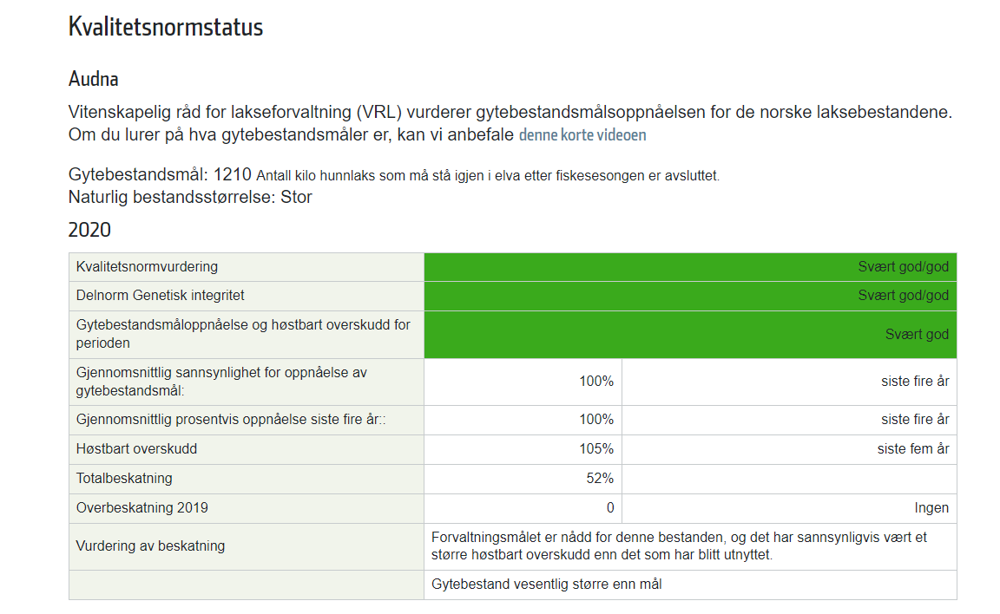 Kvalitetsnormstatus
Audna
Vitenskapelig råd for lakseforvaltning (VRL) vurderer gytebestandsmålsoppnåelsen for de norske laksebestandene.
Om du lurer på hva gytebestandsmåler er, kan vi anbefale denne korte videoen
Gytebestandsmål: 1210 Antall kilo hunnlaks som må stå igjen i elva etter fiskesesongen er avsluttet.
Naturlig bestandsstørrelse: Stor
2020
Kvalitetsnormvurdering Svært god/god
Delnorm Genetisk integritet Svært god/god
Gytebestandsmåloppnåelse og høstbart overskudd for
perioden Svært god
Gjennomsnittlig sannsynlighet for oppnåelse av
gytebestandsmål: 100% siste fire år
Gjennomsnittlig prosentvis oppnåelse siste fire år:: 100% siste fire år
Høstbart overskudd 105% siste fem år
Totalbeskatning 52%
Overbeskatning 2019 0 Ingen
Vurdering av beskatning Forvaltningsmålet er nådd for denne bestanden, og det har sannsynligvis vært et
større høstbart overskudd enn det som har blitt utnyttet.
Gytebestand vesentlig større enn mål